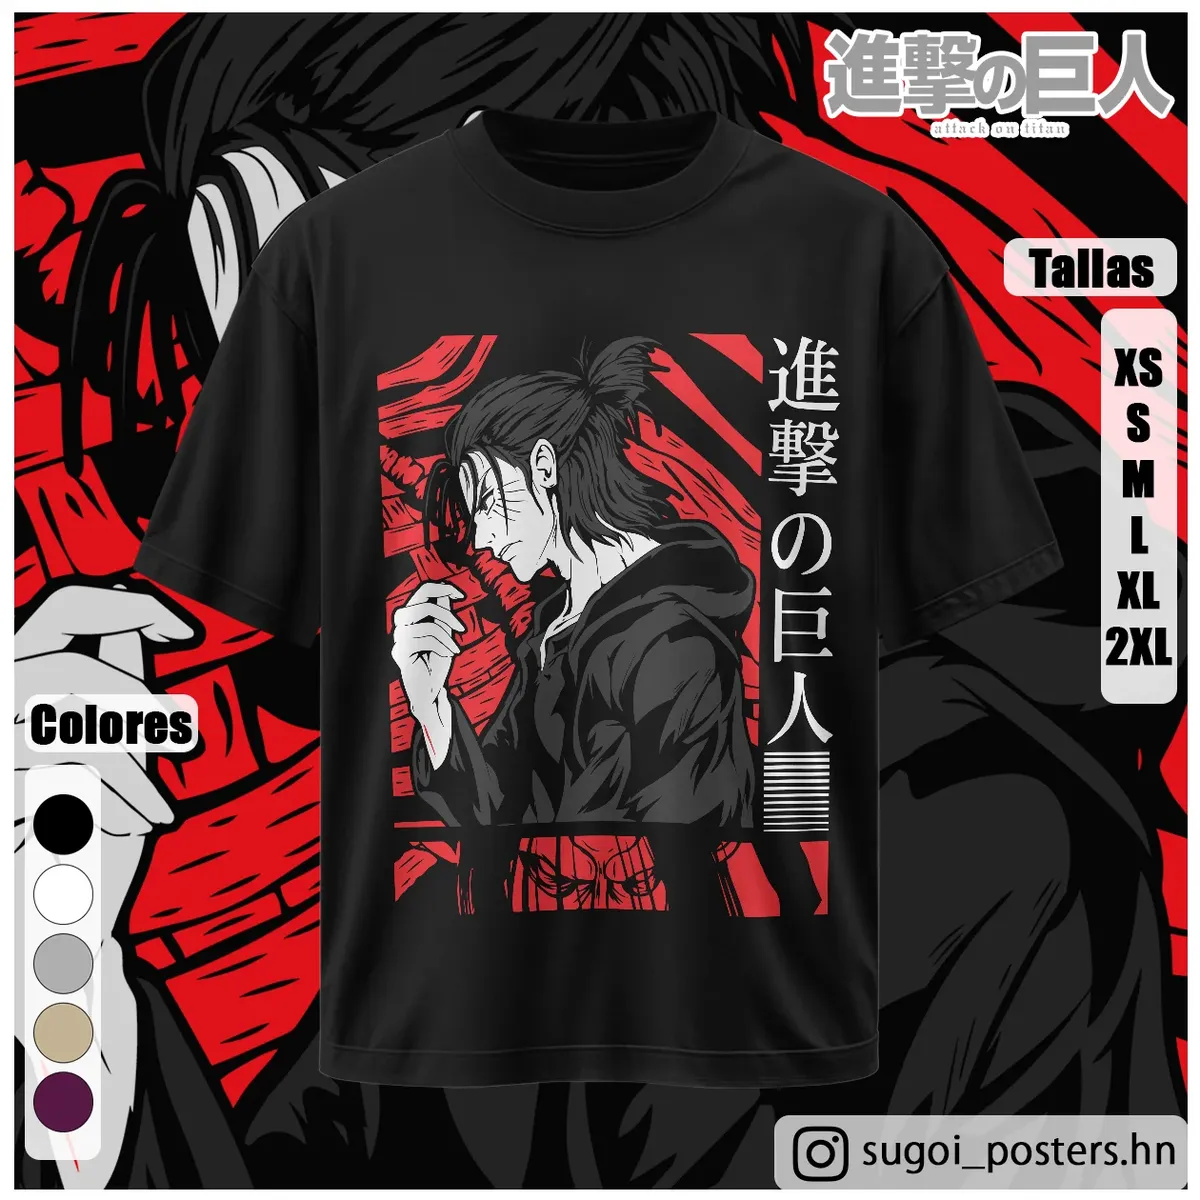 進撃の巨人
attack on titan
Tallas
XS
S
M
L
XL
2XL
進撃の巨人
Colores
sugoi_posters.hn